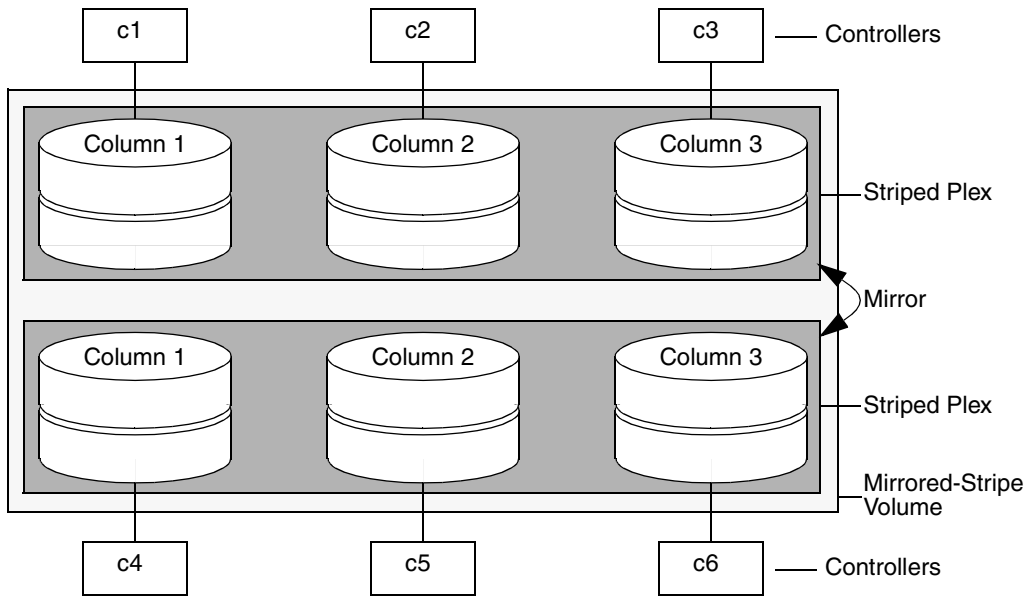 c1
c2
c3
Controllers
Column 1
Column 2
Column 3
Striped Plex
Mirror
Column 1
Column 2
Column 3
Striped Plex
Mirrored-Stripe
Volume
c4
c5
c6
Controllers